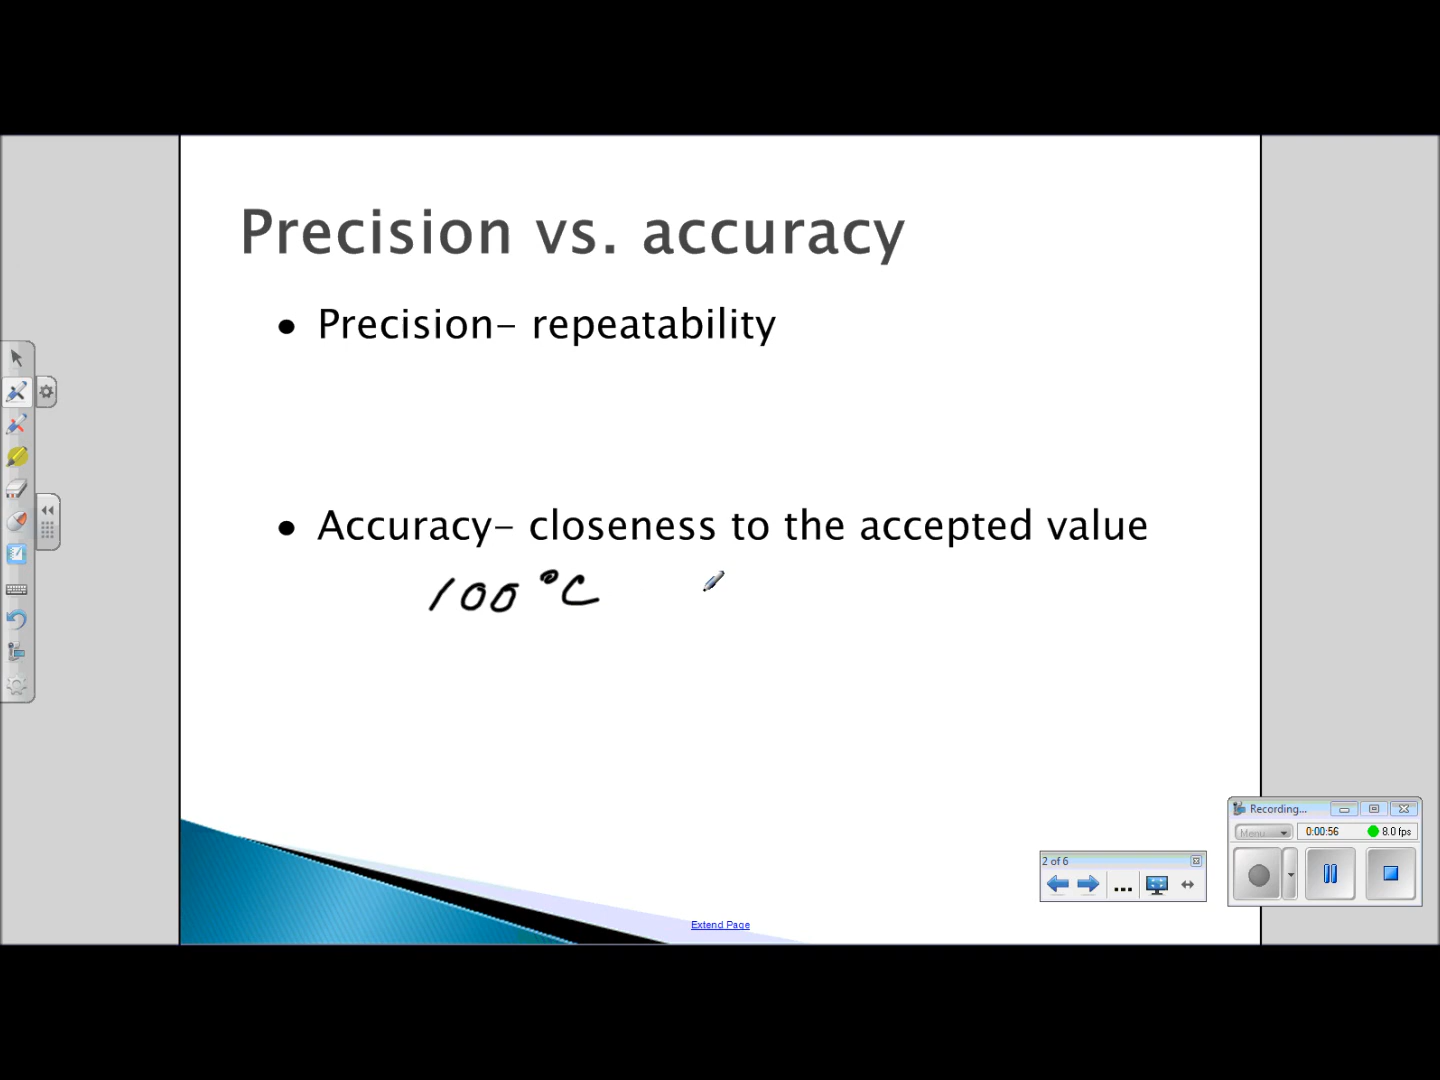 Precision vs. accuracy
• Precision- repeatability
• Accuracy- closeness to the accepted value
100 °C
Recording...
Menu
0:00:56
8.0 fps
2 of 6
...
Extend Page